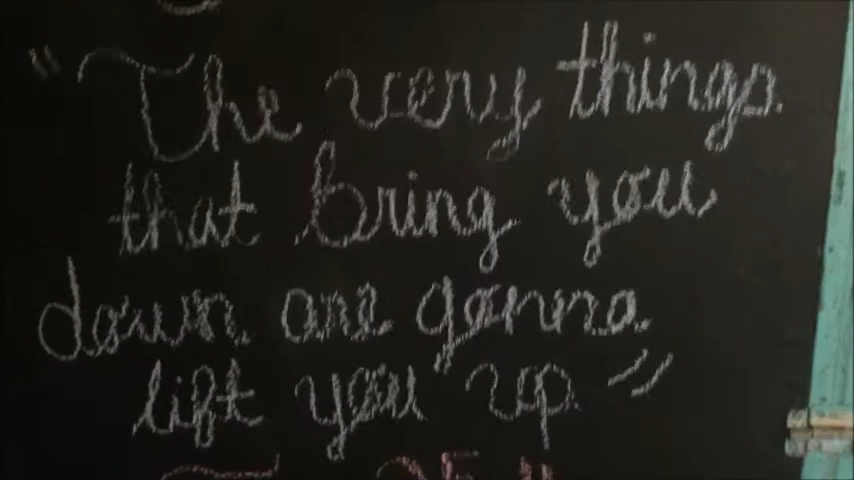 "The very things
that bring you
down are gonna
lift you up"